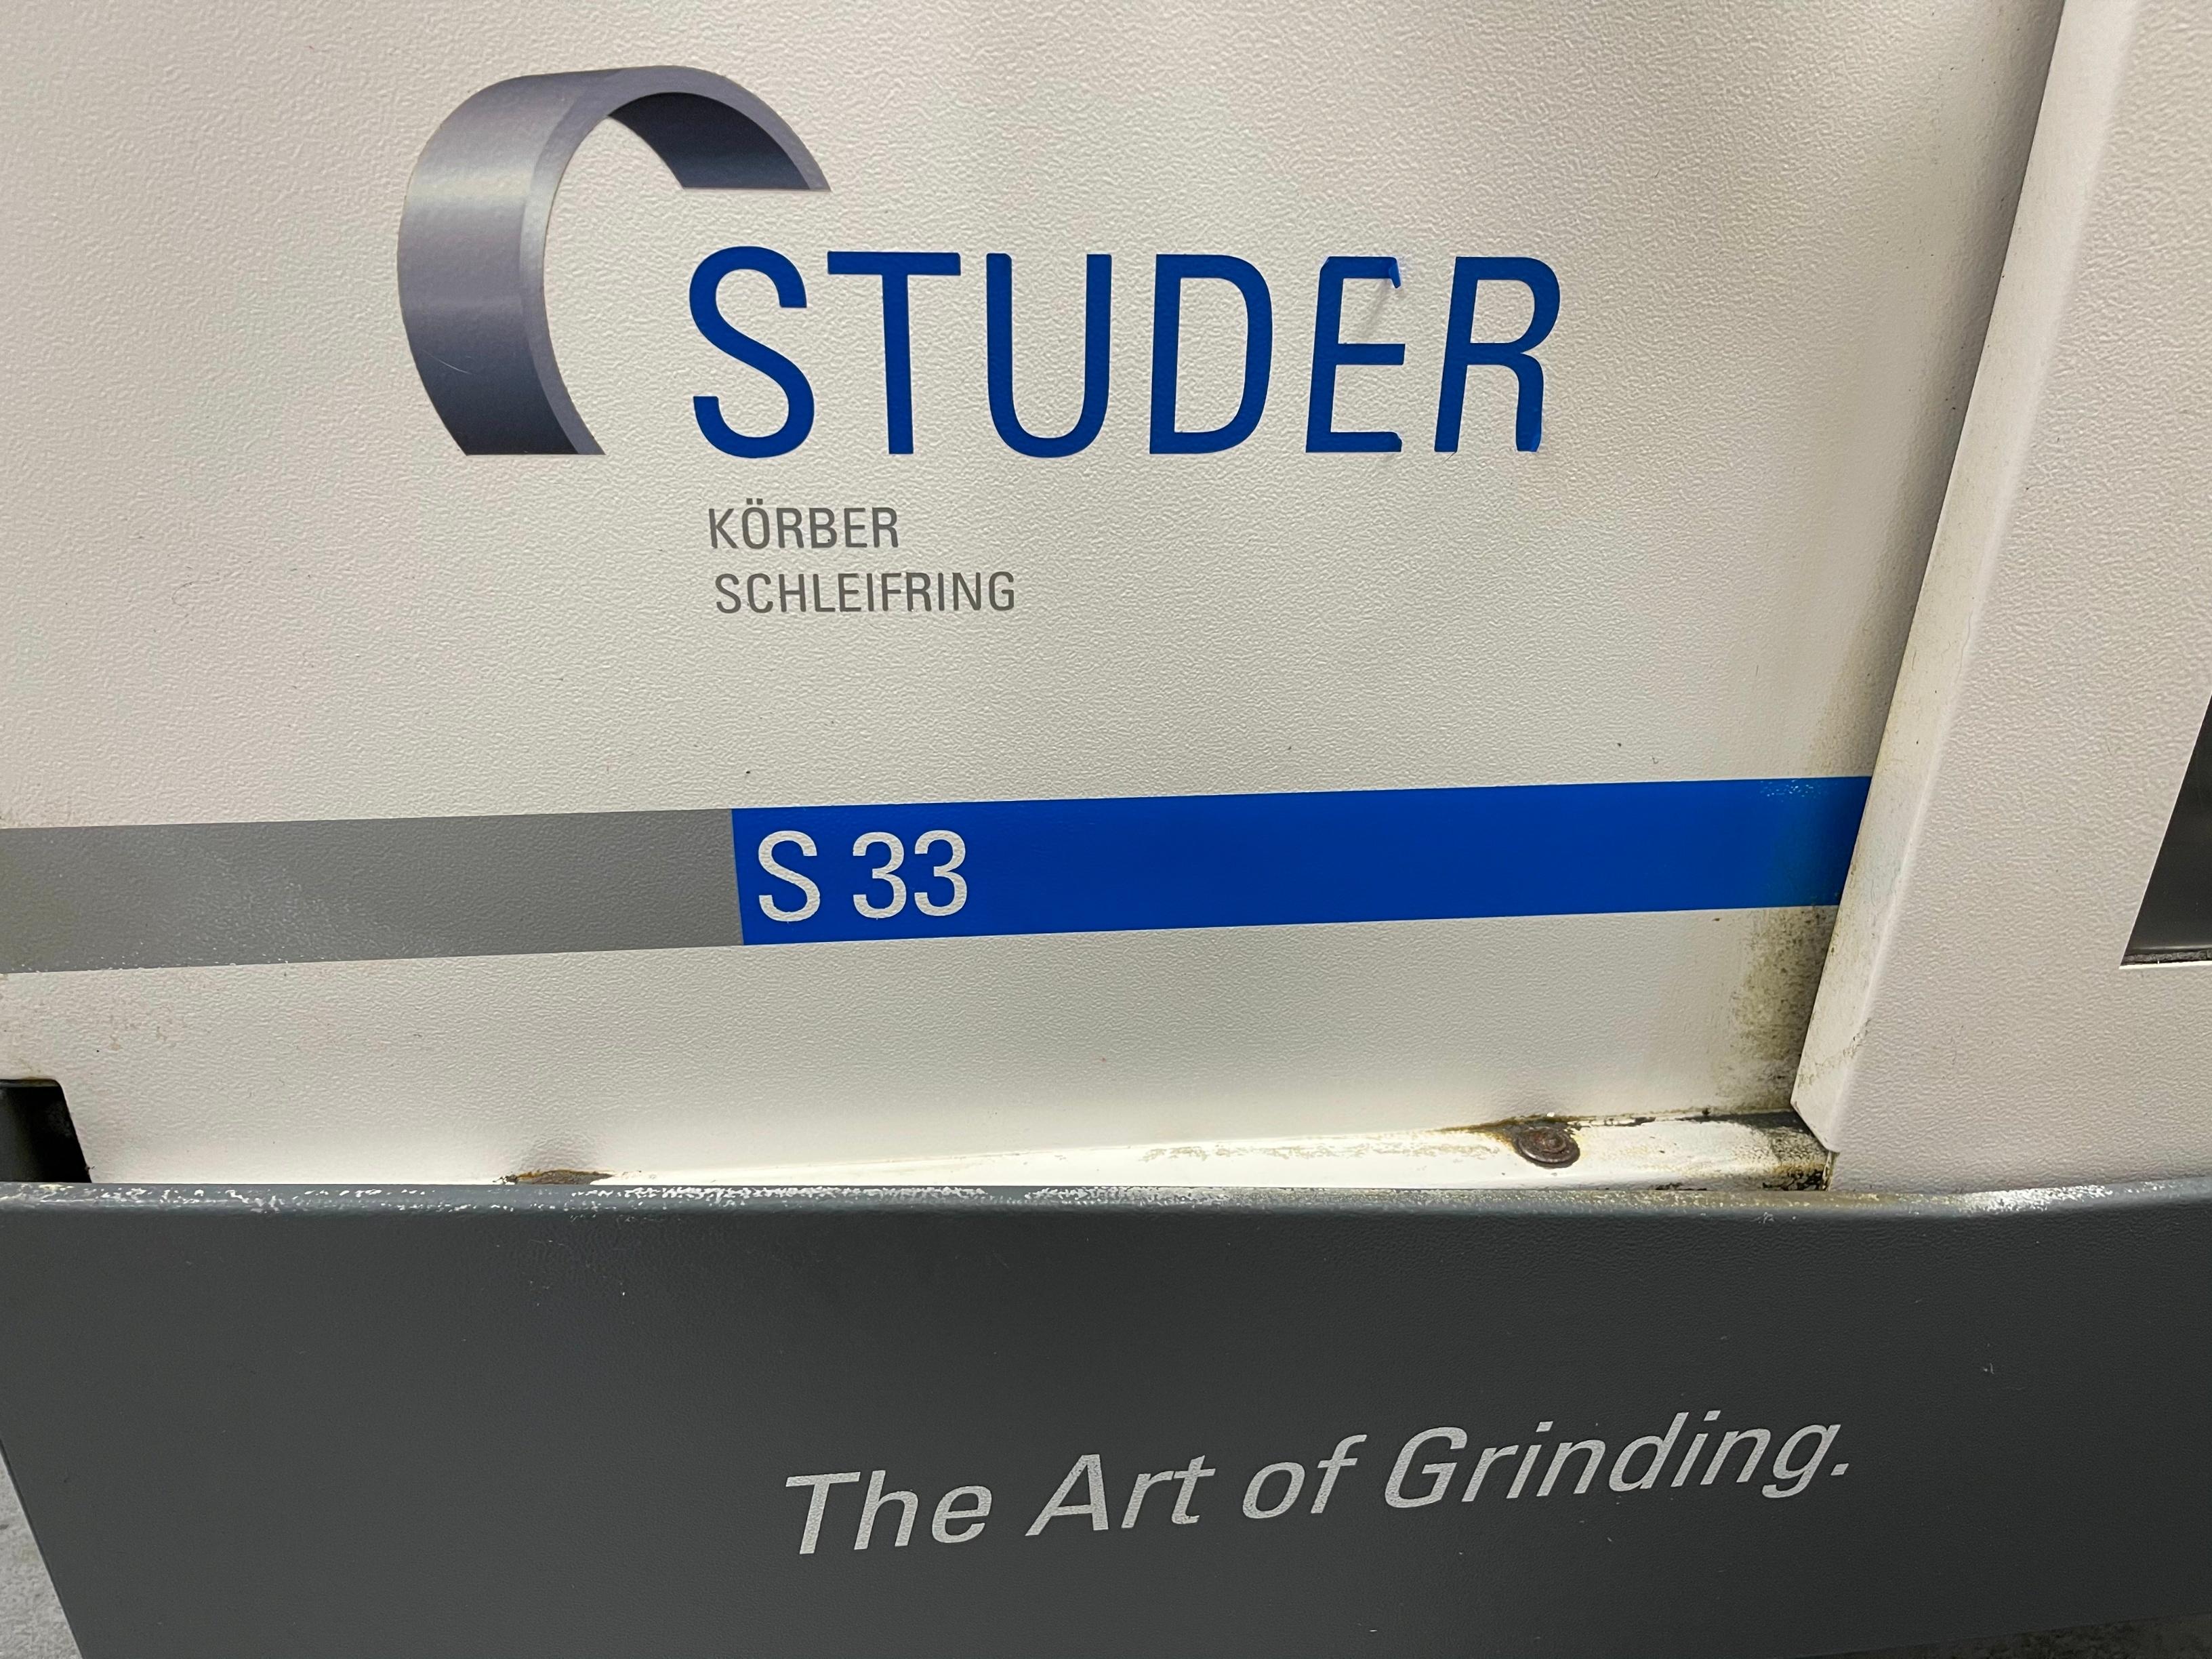 STUDER
KÖRBER
SCHLEIFRING
S 33
The Art of Grinding.